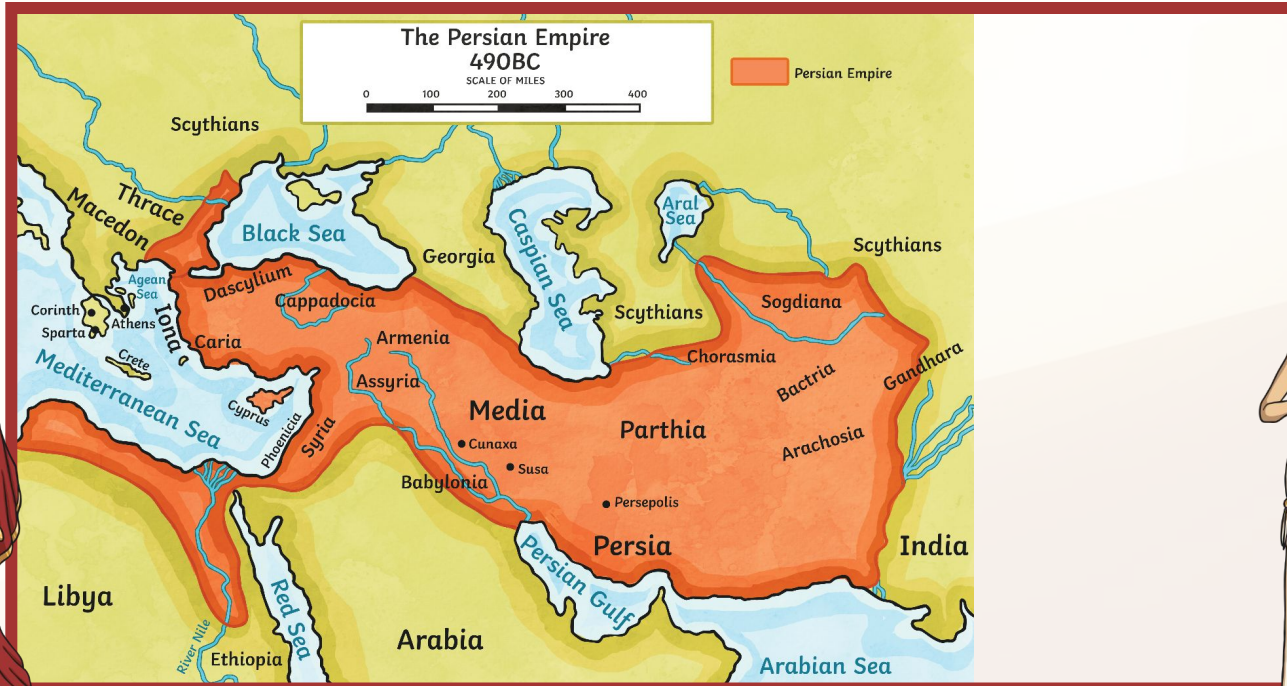 The Persian Empire
490BC
SCALE OF MILES
0 100 200 300 400
Persian Empire
Scythians
Thrace
Macedon
Black Sea
Georgia
Caspian Sea
Aral
Sea
Scythians
Agean
Sea
Dascylium
Cappadocia
Scythians
Sogdiana
Corinth
Athens
Sparta
Iona
Caria
Armenia
Chorasmia
Gandhara
Crete
Mediterranean Sea
Assyria
Bactria
Cyprus
Phoenicia
Syria
Media
Parthia
Arachosia
Cunaxa
Susa
Babylonia
Persepolis
Persia
India
Persian Gulf
Libya
Red Sea
Arabia
River Nile
Ethiopia
Arabian Sea